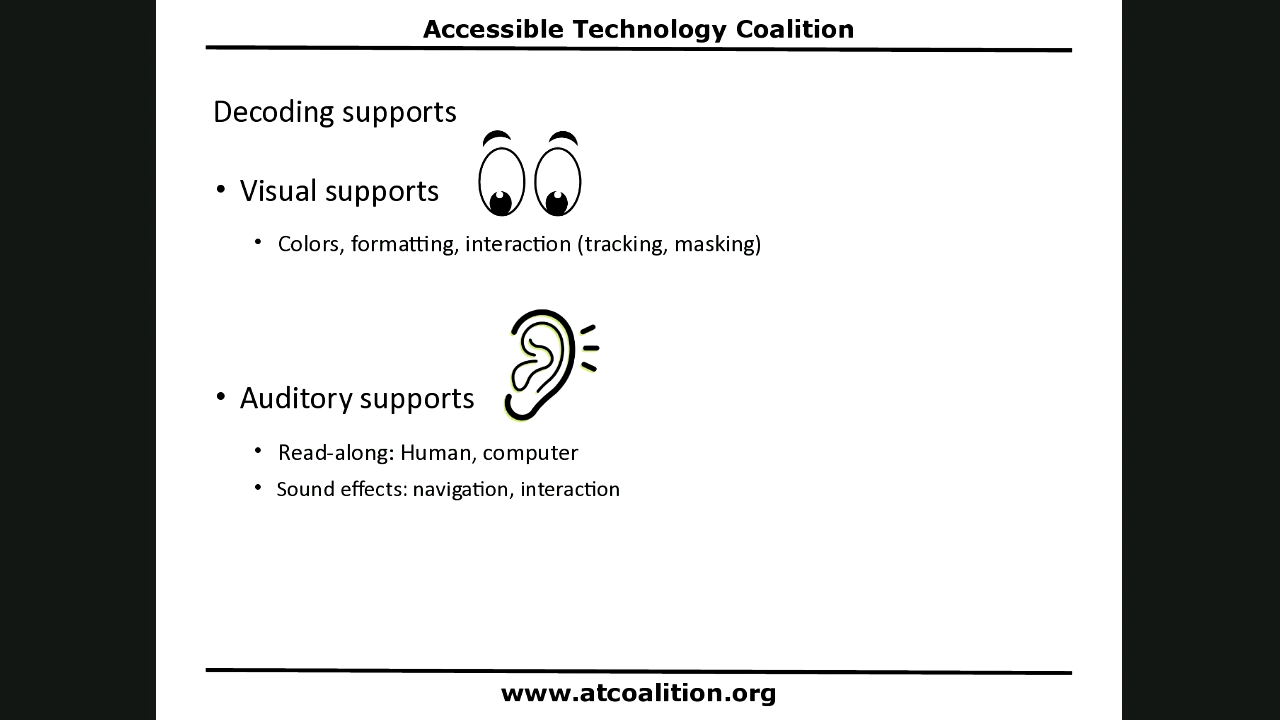 Accessible Technology Coalition
Decoding supports
• Visual supports
• Colors, formatting, interaction (tracking, masking)
• Auditory supports
• Read-along: Human, computer
• Sound effects: navigation, interaction
www.atcoalition.org